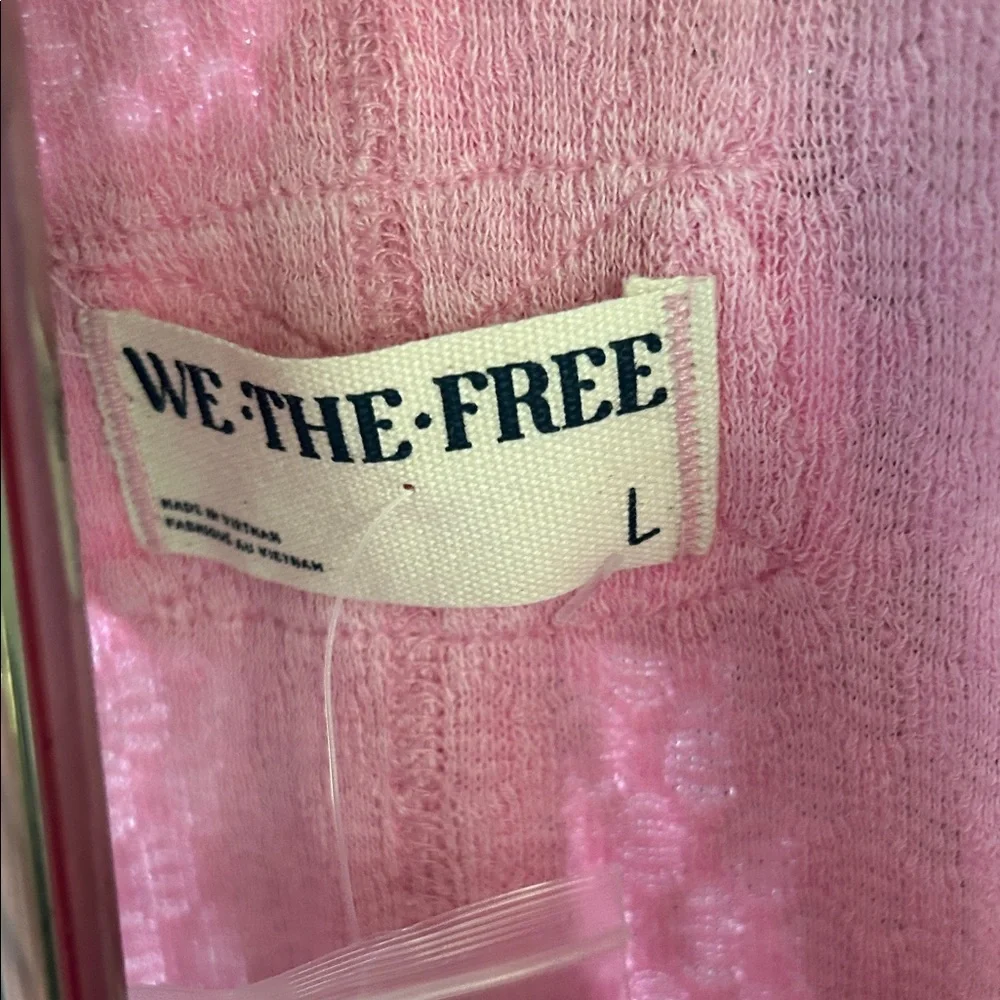 WE·THE·FREE
L
MADE IN VIETNAM
FABRIQUÉ AU VIETNAM